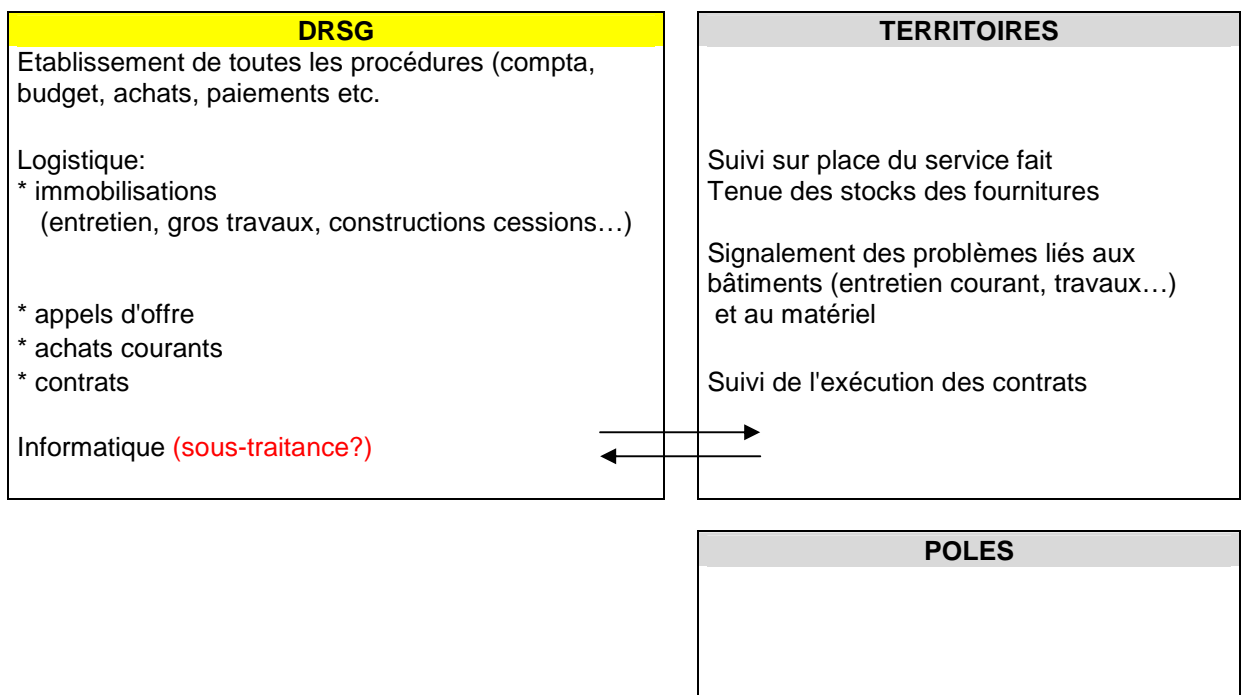 DRSG
Etablissement de toutes les procédures (compta,
budget, achats, paiements etc.
Logistique:
* immobilisations
(entretien, gros travaux, constructions cessions…)
* appels d'offre
* achats courants
* contrats
Informatique (sous-traitance?)
TERRITOIRES
Suivi sur place du service fait
Tenue des stocks des fournitures
Signalement des problèmes liés aux
bâtiments (entretien courant, travaux…)
et au matériel
Suivi de l'exécution des contrats
POLES